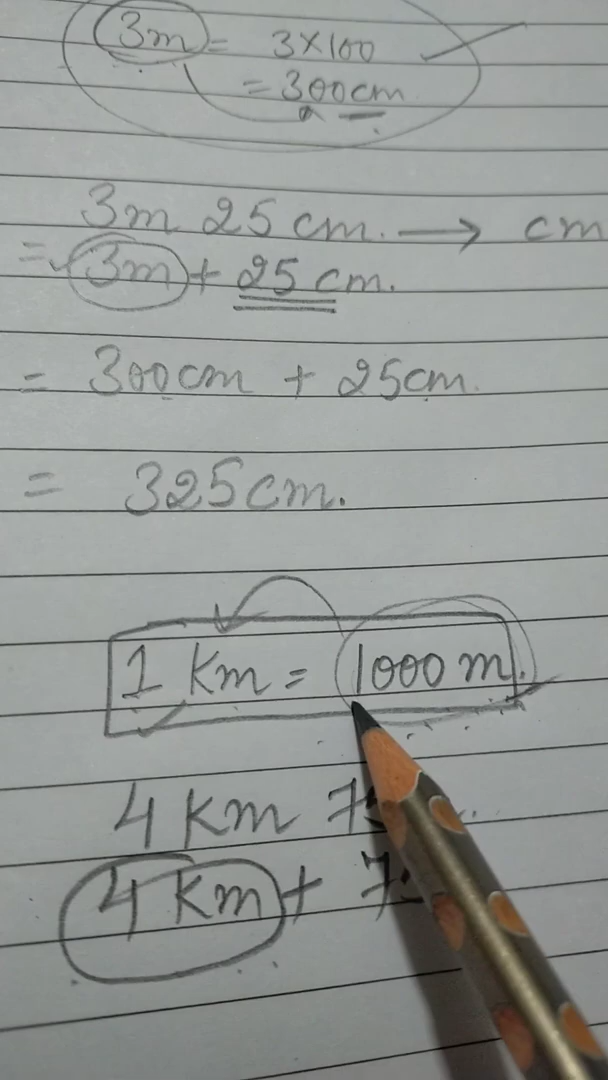 3m = 3×100
= 300cm
3m 25 cm. → cm
= 3m + 25 cm.
= 300cm + 25cm.
= 325cm.
1 Km = 1000 m.
4 Km
4 Km +